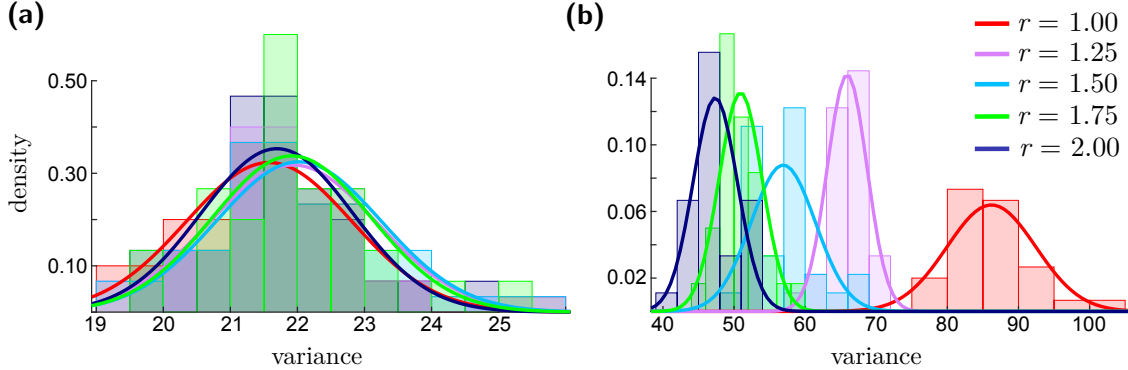 (a)
density
0.50
0.30
0.10
19 20 21 22 23 24 25
variance
(b)
0.14
0.10
0.06
0.02
40 50 60 70 80 90 100
variance
r = 1.00
r = 1.25
r = 1.50
r = 1.75
r = 2.00